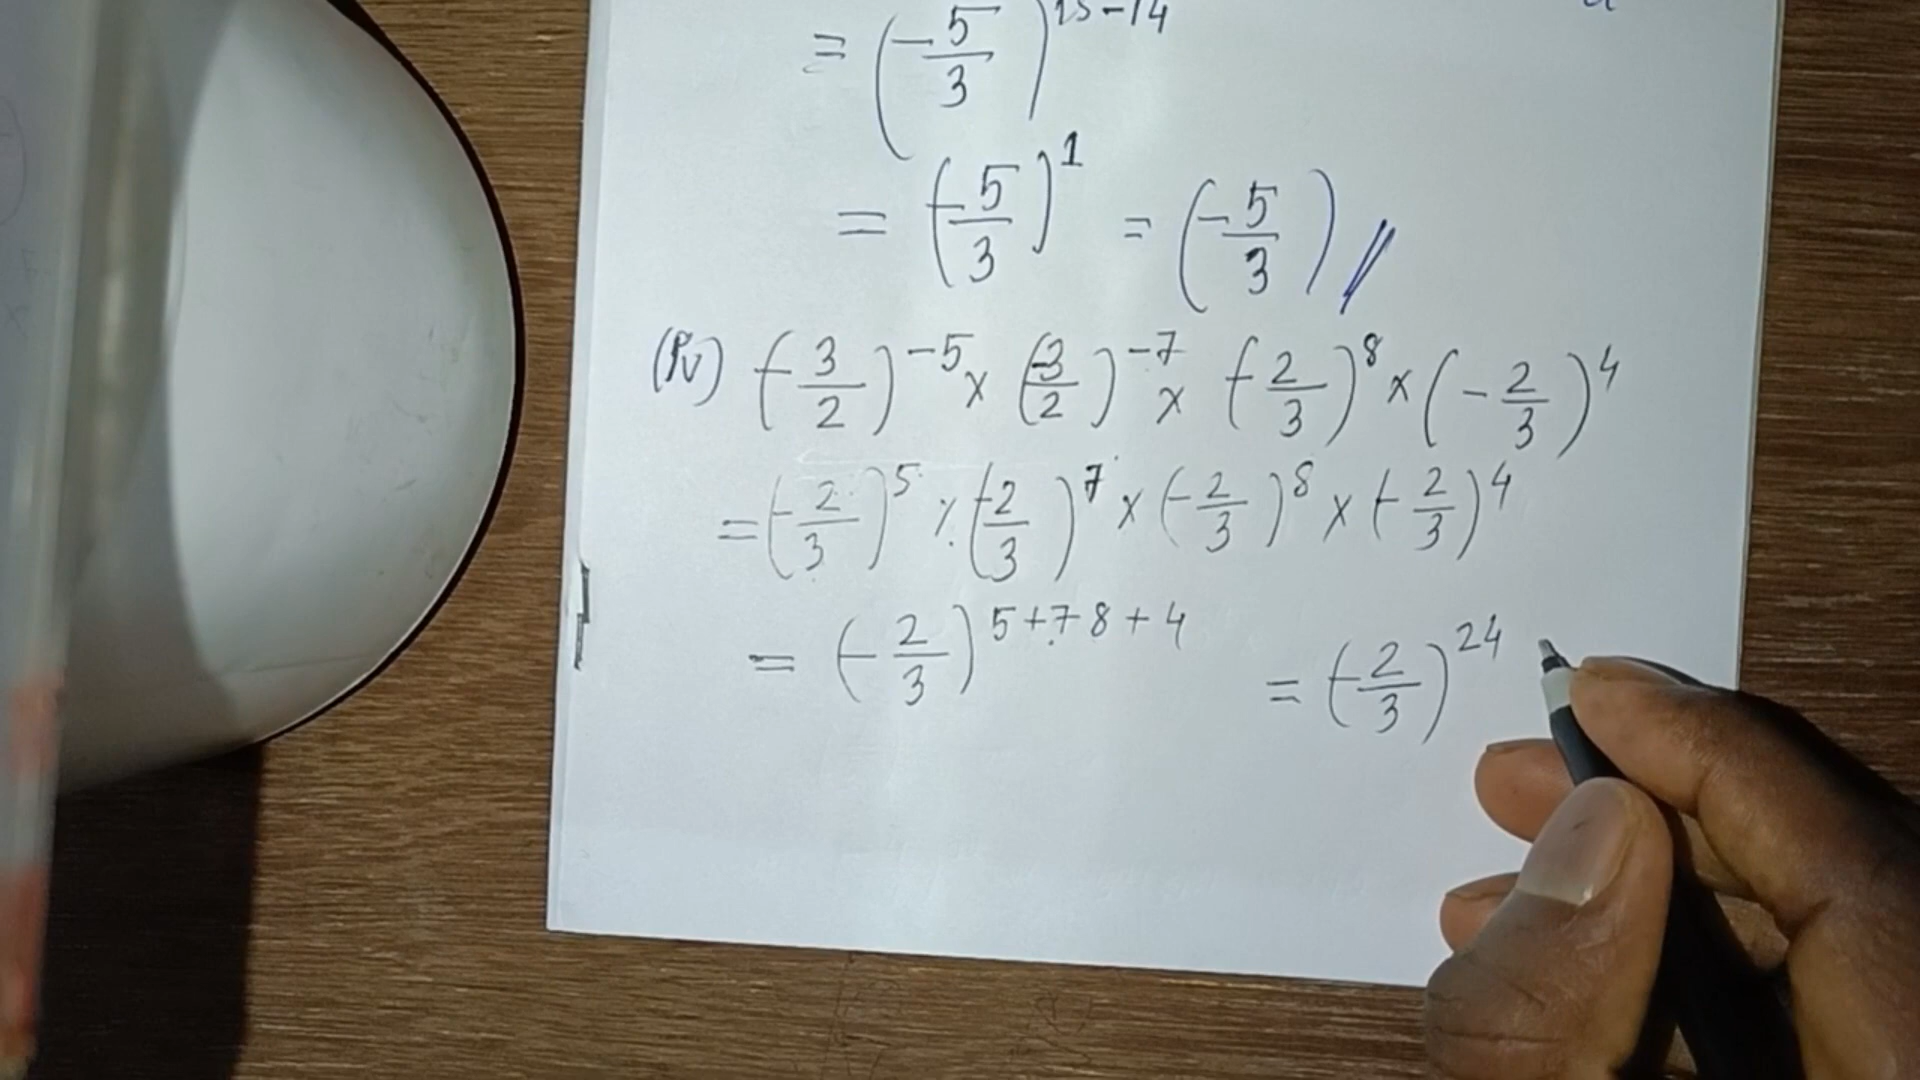 = (-5/3)^15-14
= (-5/3)^1 = (-5/3)
(iv) (-3/2)^-5 × (-3/2)^-7 × (-2/3)^8 × (-2/3)^4
= (-2/3)^5 × (-2/3)^7 × (-2/3)^8 × (-2/3)^4
= (-2/3)^5+7+8+4 = (-2/3)^24